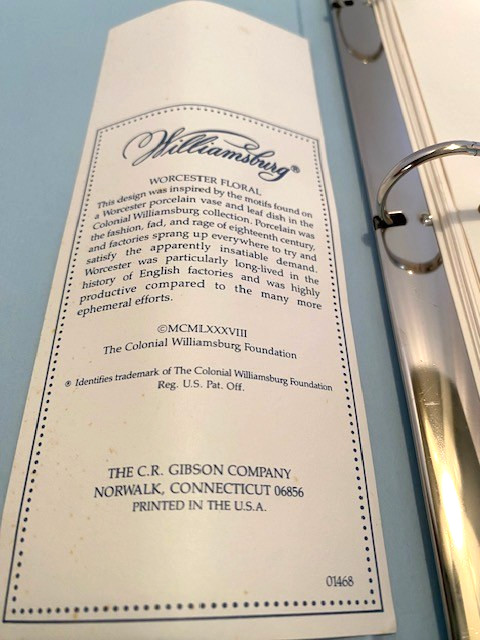 Williamsburg®
WORCESTER FLORAL
This design was inspired by the motifs found on
a Worcester porcelain vase and leaf dish in the
Colonial Williamsburg collection. Porcelain was
the fashion, fad, and rage of eighteenth century,
and factories sprang up everywhere to try and
satisfy the apparently insatiable demand.
Worcester was particularly long-lived in the
history of English factories and was highly
productive compared to the many more
ephemeral efforts.
©MCMLXXXVIII
The Colonial Williamsburg Foundation
® Identifies trademark of The Colonial Williamsburg Foundation
Reg. U.S. Pat. Off.
THE C.R. GIBSON COMPANY
NORWALK, CONNECTICUT 06856
PRINTED IN THE U.S.A.
01468